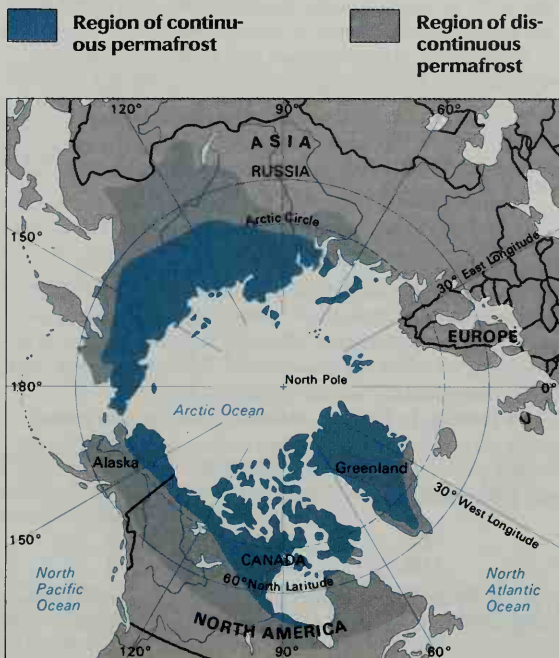 Region of continu-
ous permafrost
Region of dis-
continuous
permafrost
120°
90°
60°
ASIA
RUSSIA
Arctic Circle
150°
30° East Longitude
EUROPE
180°
North Pole
0°
Arctic Ocean
Alaska
Greenland
30° West Longitude
150°
CANADA
60° North Latitude
North
Pacific
Ocean
North
Atlantic
Ocean
NORTH AMERICA
120°
90°
60°